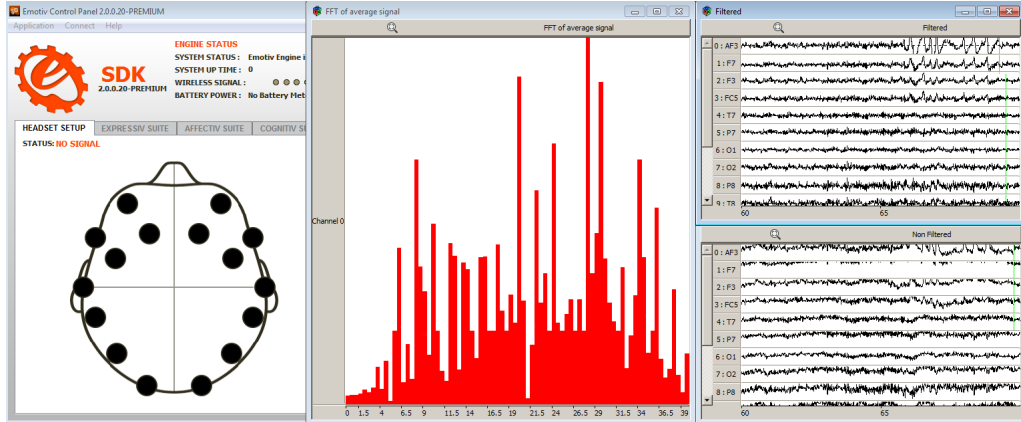 Emotiv Control Panel 2.0.0.20-PREMIUM
Application Connect Help
ENGINE STATUS
SYSTEM STATUS : Emotiv Engine i
SYSTEM UP TIME : 0
WIRELESS SIGNAL :
BATTERY POWER : No Battery Met
SDK
2.0.0.20-PREMIUM
HEADSET SETUP EXPRESSIV SUITE AFFECTIV SUITE COGNITIV S
STATUS: NO SIGNAL
FFT of average signal
FFT of average signal
Channel 0
0 1.5 4 6.5 9 11.5 14 16.5 19 21.5 24 26.5 29 31.5 34 36.5 39
Filtered
Filtered
0 : AF3
1 : F7
2 : F3
3 : FC5
4 : T7
5 : P7
6 : O1
7 : O2
8 : P8
9 : T8
60 65
Non Filtered
0 : AF3
1 : F7
2 : F3
3 : FC5
4 : T7
5 : P7
6 : O1
7 : O2
8 : P8
60 65